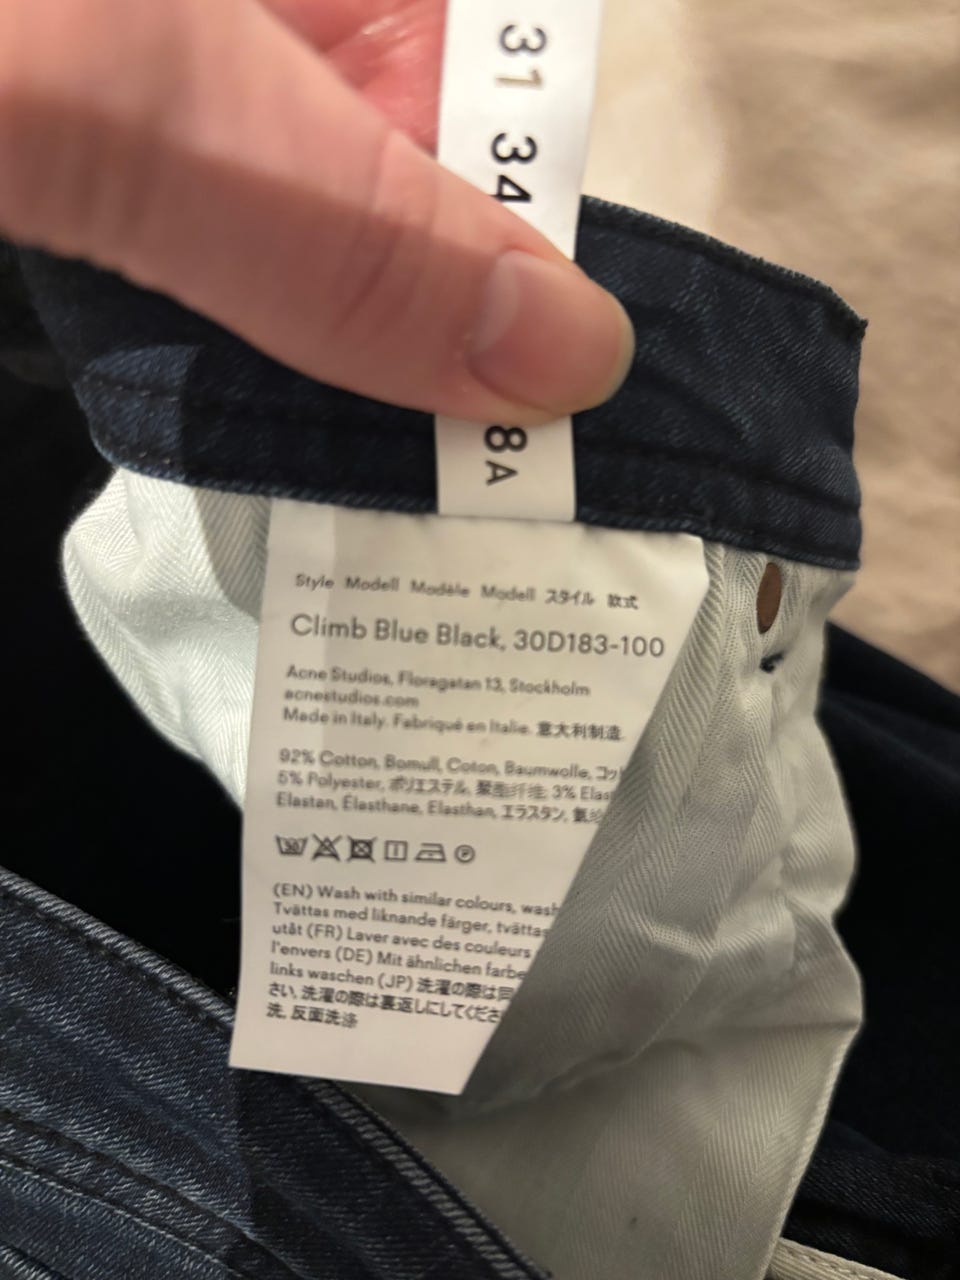 31 34
8A
Style Modell Modèle Modell スタイル 款式
Climb Blue Black, 30D183-100
Acne Studios, Floragatan 13, Stockholm
acnestudios.com
Made in Italy. Fabriqué en Italie. 意大利制造.
92% Cotton, Bomull, Coton, Baumwolle,
5% Polyester, ポリエステル, 聚酯纤维; 3%
Elastan, Élasthane, Elasthan, エラスタン,
30
P
(EN) Wash with similar colours, wash
Tvättas med liknande färger, tvättas
utåt (FR) Laver avec des couleurs
l'envers (DE) Mit ähnlichen farbe
links waschen (JP) 洗濯の際は同
さい, 洗濯の際は裏返しにしてくださ
洗, 反面洗涤